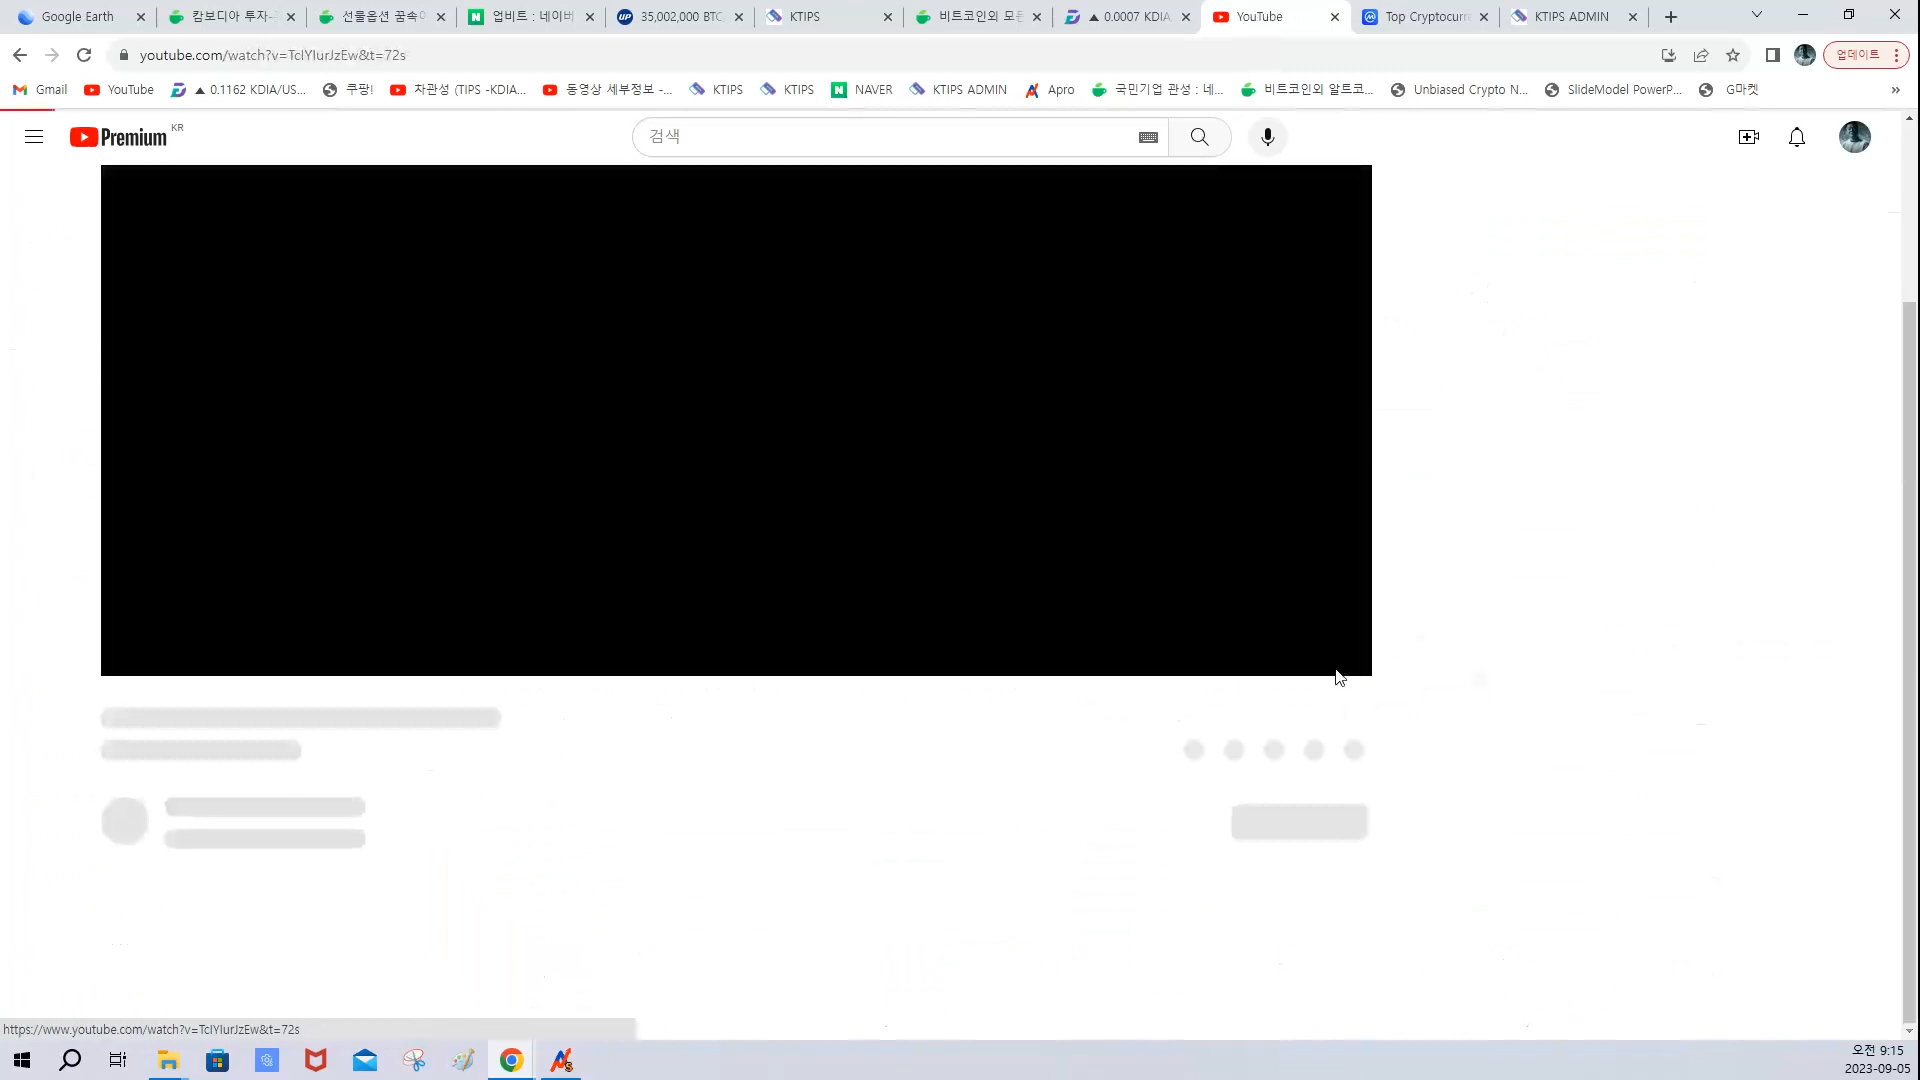 Google Earth
캄보디아 투자-
선물옵션 꿈속
업비트 : 네이버
35,002,000 BTC
KTIPS
비트코인외 모든
▲ 0.0007 KDIA
YouTube
Top Cryptocurr
KTIPS ADMIN
youtube.com/watch?v=TcIYIurJzEw&t=72s
업데이트
Gmail
YouTube
▲ 0.1162 KDIA/US...
쿠팡!
차관성 (TIPS -KDIA...
동영상 세부정보 -...
KTIPS
KTIPS
NAVER
KTIPS ADMIN
Apro
국민기업 관성 : 네...
비트코인외 알트코...
Unbiased Crypto N...
SlideModel PowerP...
G마켓
»
Premium KR
검색
https://www.youtube.com/watch?v=TcIYIurJzEw&t=72s
오전 9:15
2023-09-05